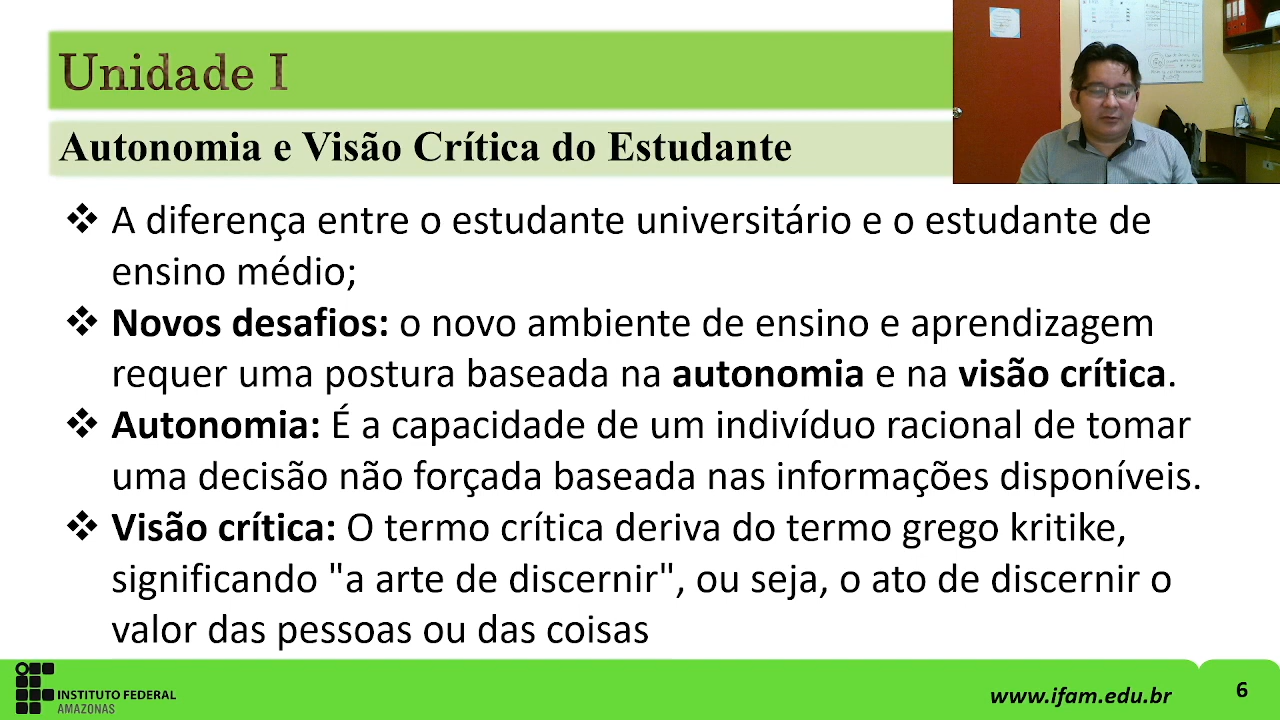 Unidade I
Autonomia e Visão Crítica do Estudante
❖ A diferença entre o estudante universitário e o estudante de
ensino médio;
❖ Novos desafios: o novo ambiente de ensino e aprendizagem
requer uma postura baseada na autonomia e na visão crítica.
❖ Autonomia: É a capacidade de um indivíduo racional de tomar
uma decisão não forçada baseada nas informações disponíveis.
❖ Visão crítica: O termo crítica deriva do termo grego kritike,
significando "a arte de discernir", ou seja, o ato de discernir o
valor das pessoas ou das coisas
INSTITUTO FEDERAL
AMAZONAS
www.ifam.edu.br
6